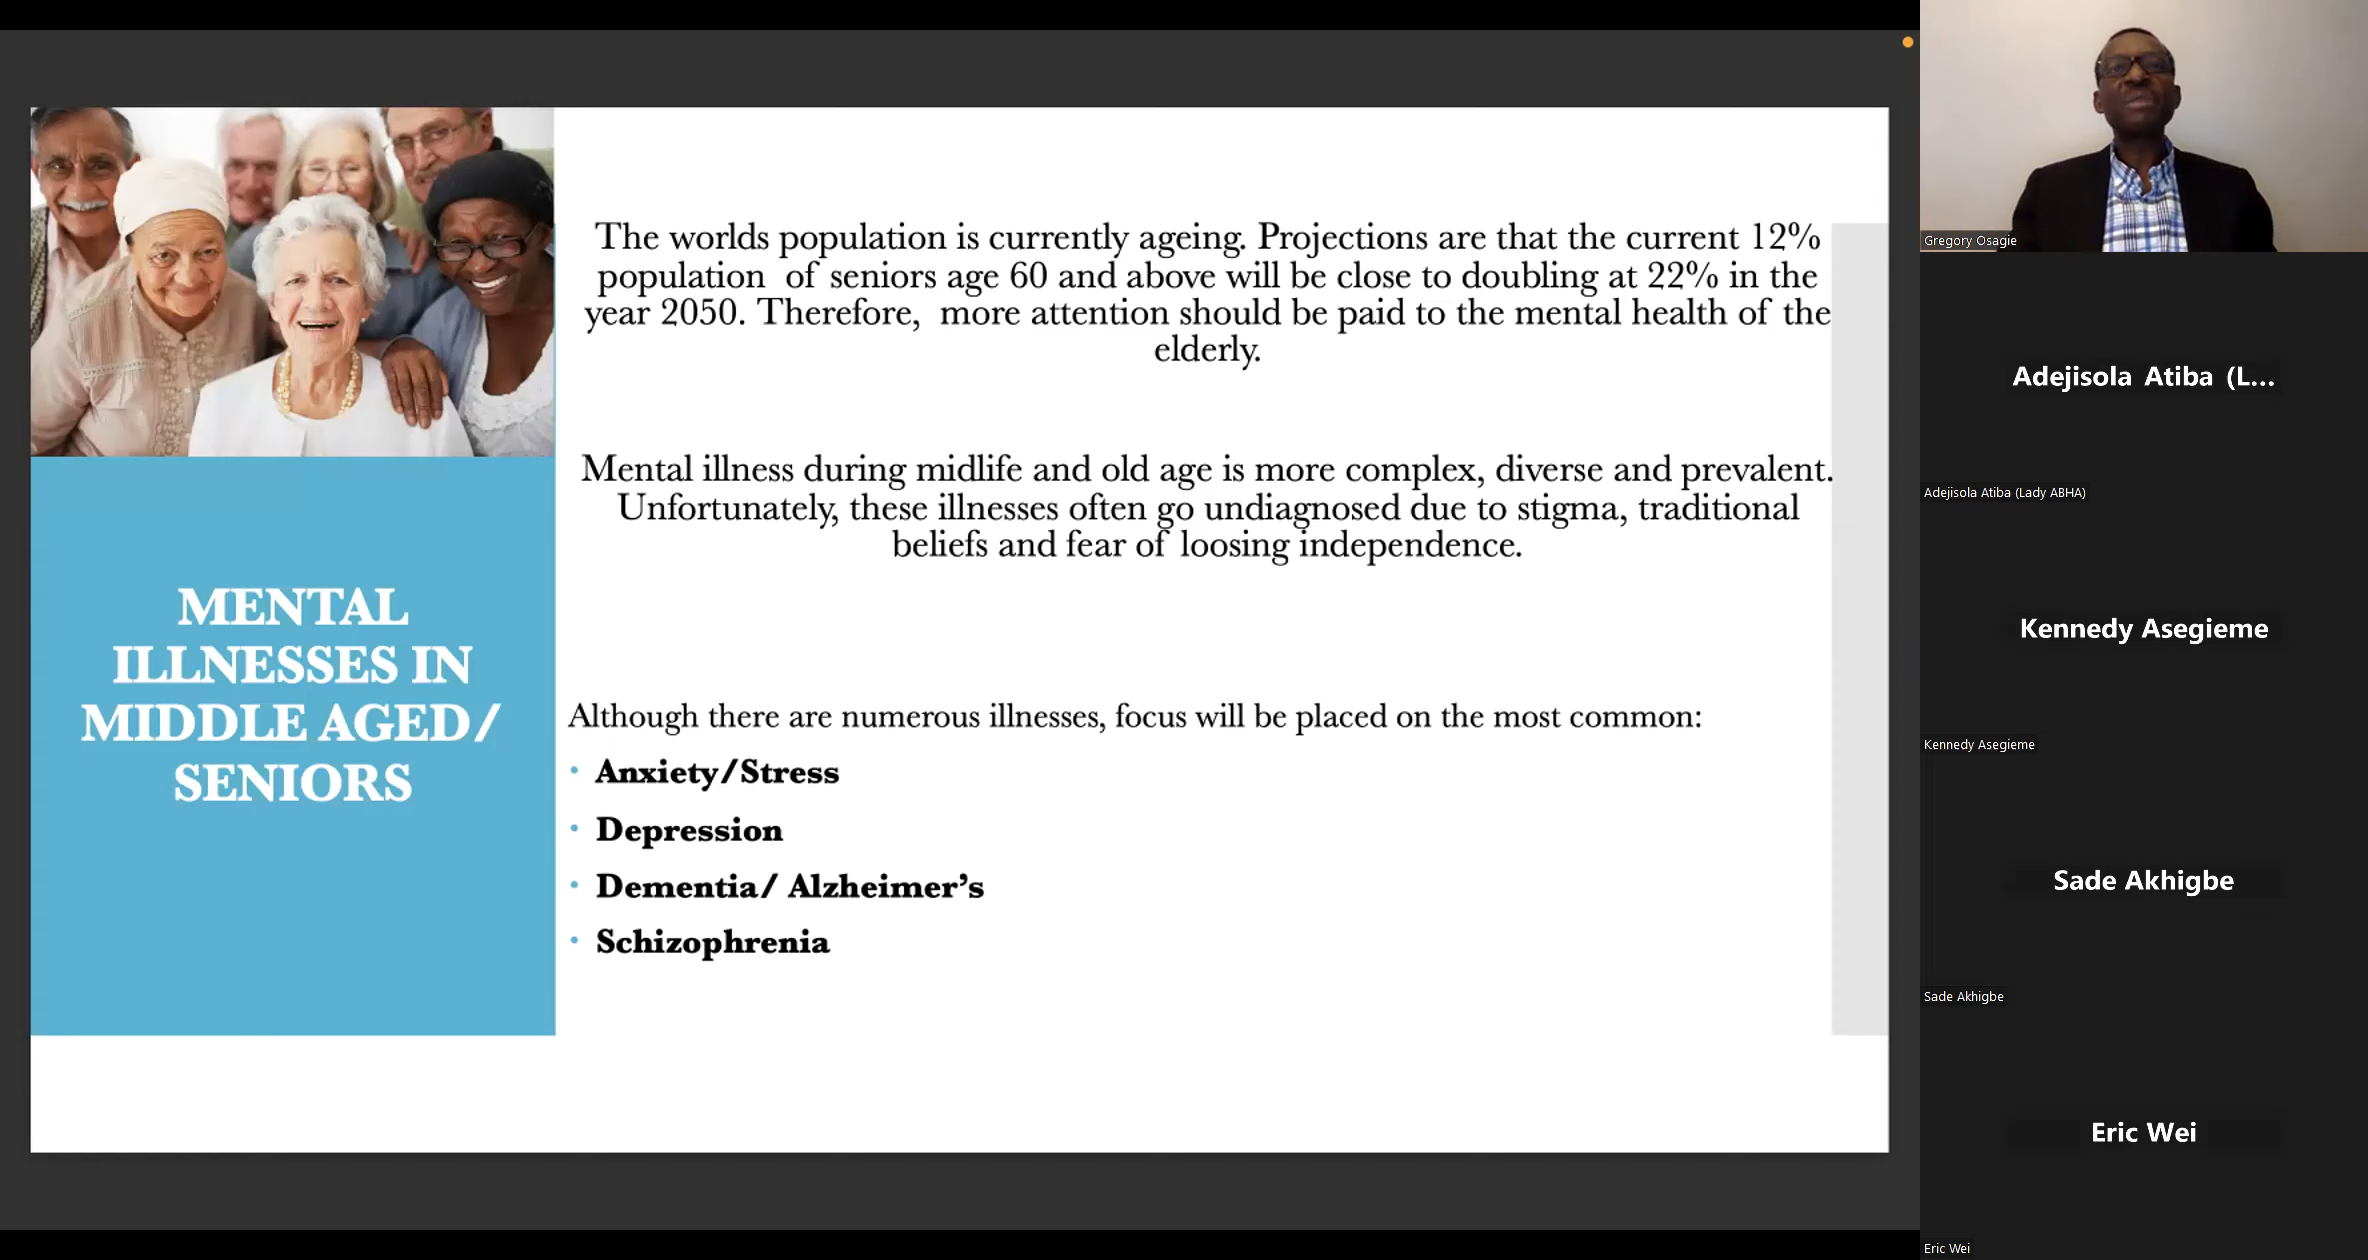 MENTAL
ILLNESSES IN
MIDDLE AGED/
SENIORS
The worlds population is currently ageing. Projections are that the current 12%
population of seniors age 60 and above will be close to doubling at 22% in the
year 2050. Therefore, more attention should be paid to the mental health of the
elderly.
Mental illness during midlife and old age is more complex, diverse and prevalent.
Unfortunately, these illnesses often go undiagnosed due to stigma, traditional
beliefs and fear of loosing independence.
Although there are numerous illnesses, focus will be placed on the most common:
• Anxiety/Stress
• Depression
• Dementia/ Alzheimer’s
• Schizophrenia
Gregory Osagie
Adejisola Atiba (L...
Adejisola Atiba (Lady ABHA)
Kennedy Asegieme
Kennedy Asegieme
Sade Akhigbe
Sade Akhigbe
Eric Wei
Eric Wei